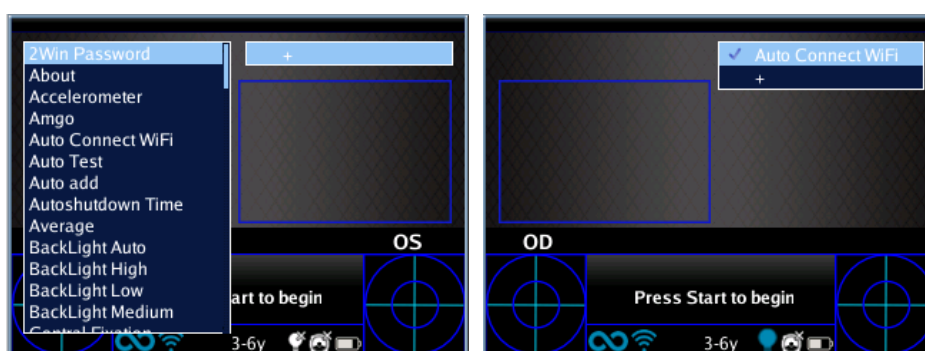 2Win Password
About
Accelerometer
Amgo
Auto Connect WiFi
Auto Test
Auto add
Autoshutdown Time
Average
BackLight Auto
BackLight High
BackLight Low
BackLight Medium
Central Fixation
+
OS
art to begin
3-6y
Auto Connect WiFi
+
OD
Press Start to begin
3-6y